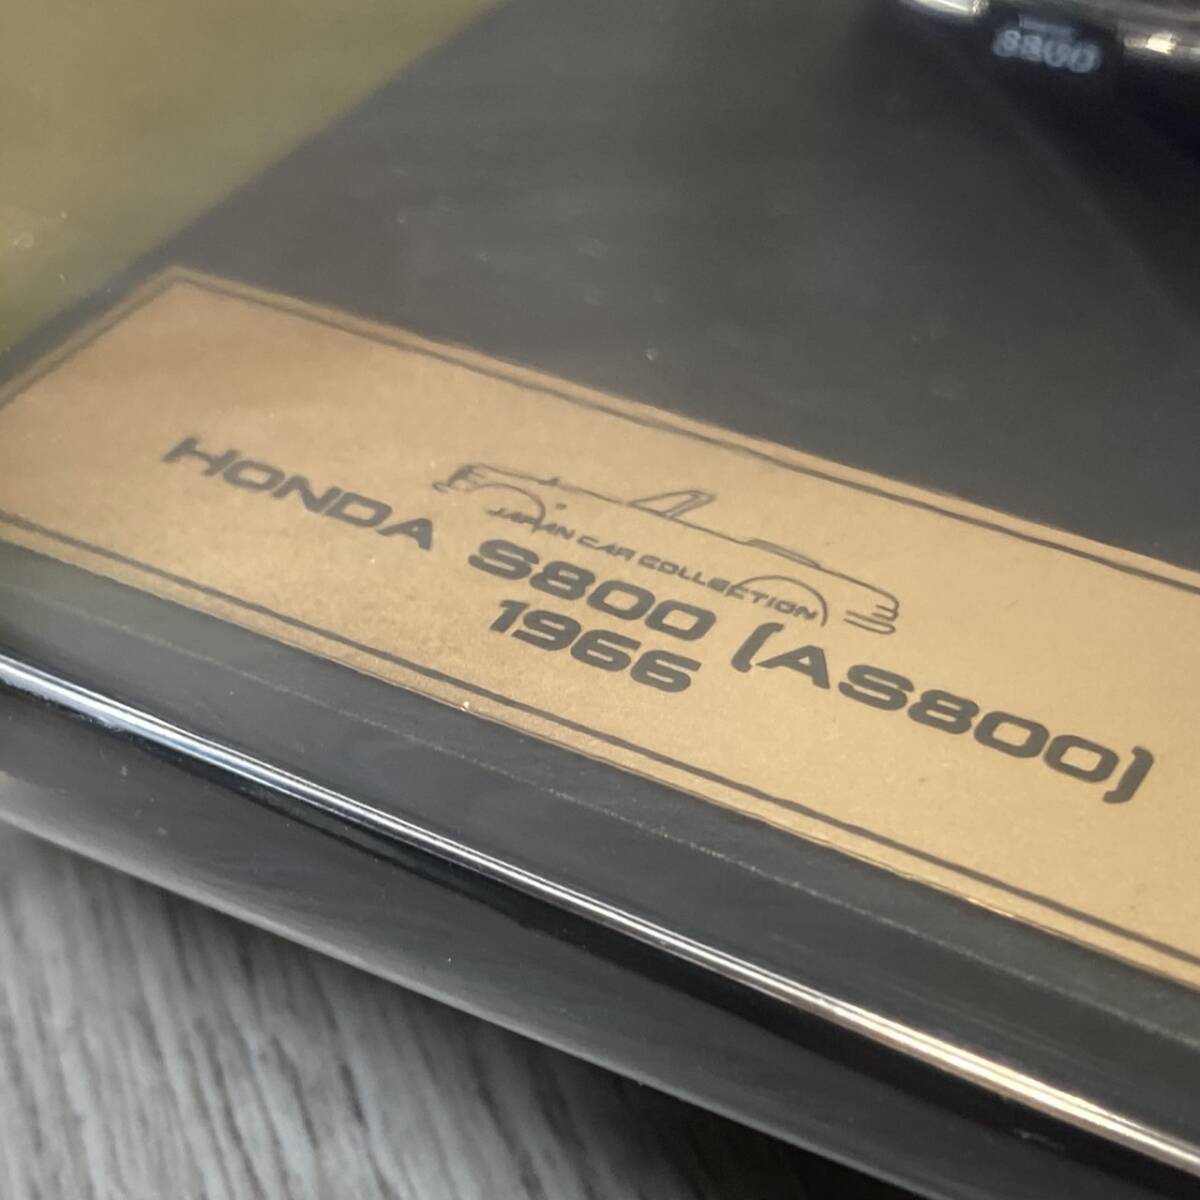 S800
JAPAN CAR COLLECTION
HONDA S800 (AS800)
1966